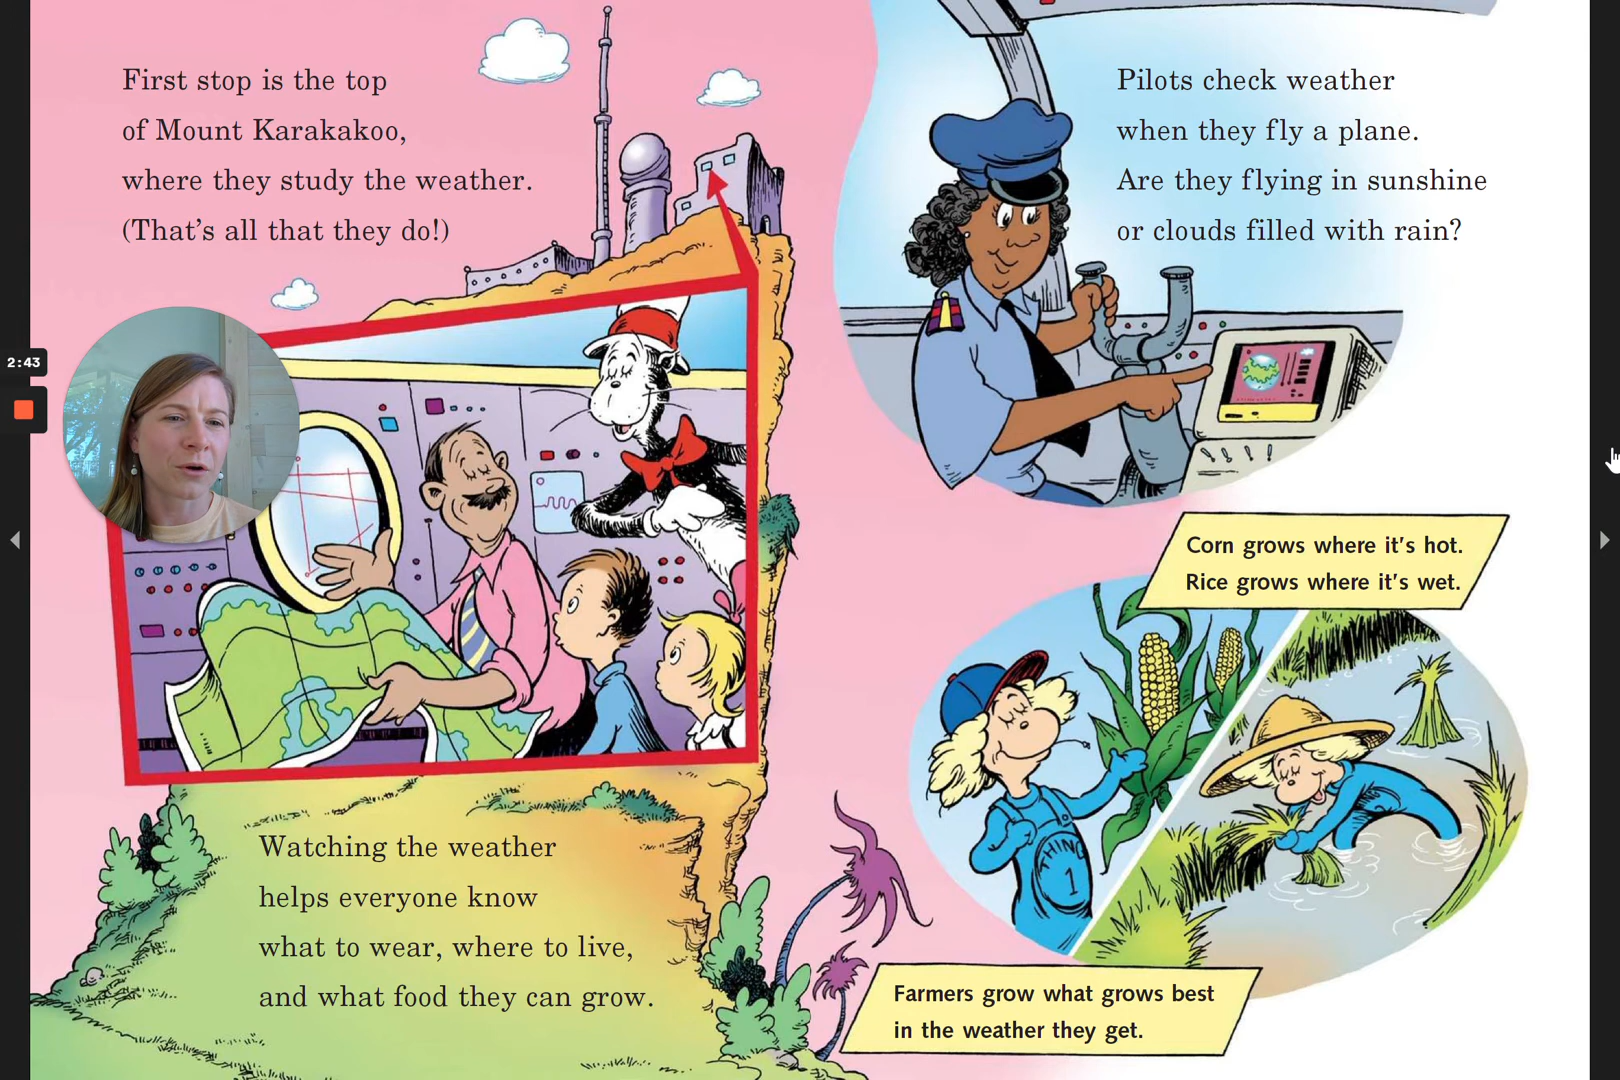 First stop is the top
of Mount Karakakoo,
where they study the weather.
(That's all that they do!)
2:43
Watching the weather
helps everyone know
what to wear, where to live,
and what food they can grow.
Pilots check weather
when they fly a plane.
Are they flying in sunshine
or clouds filled with rain?
Corn grows where it's hot.
Rice grows where it's wet.
THING
1
Farmers grow what grows best
in the weather they get.